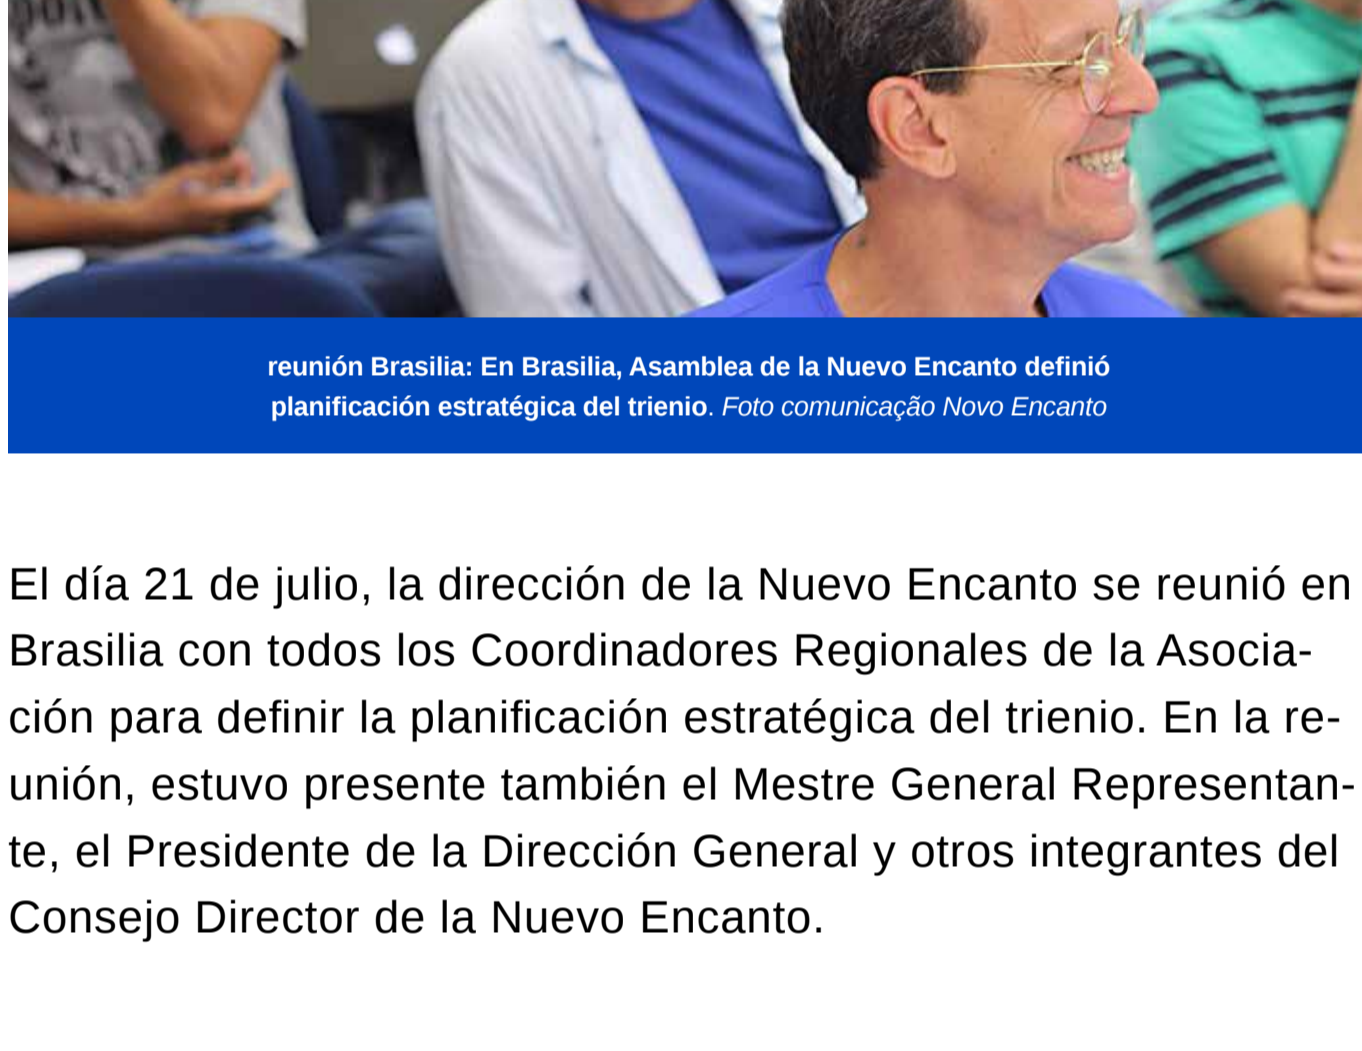 reunión Brasilia: En Brasilia, Asamblea de la Nuevo Encanto definió
planificación estratégica del trienio. Foto comunicação Novo Encanto
El día 21 de julio, la dirección de la Nuevo Encanto se reunió en
Brasilia con todos los Coordinadores Regionales de la Asocia-
ción para definir la planificación estratégica del trienio. En la re-
unión, estuvo presente también el Mestre General Representan-
te, el Presidente de la Dirección General y otros integrantes del
Consejo Director de la Nuevo Encanto.